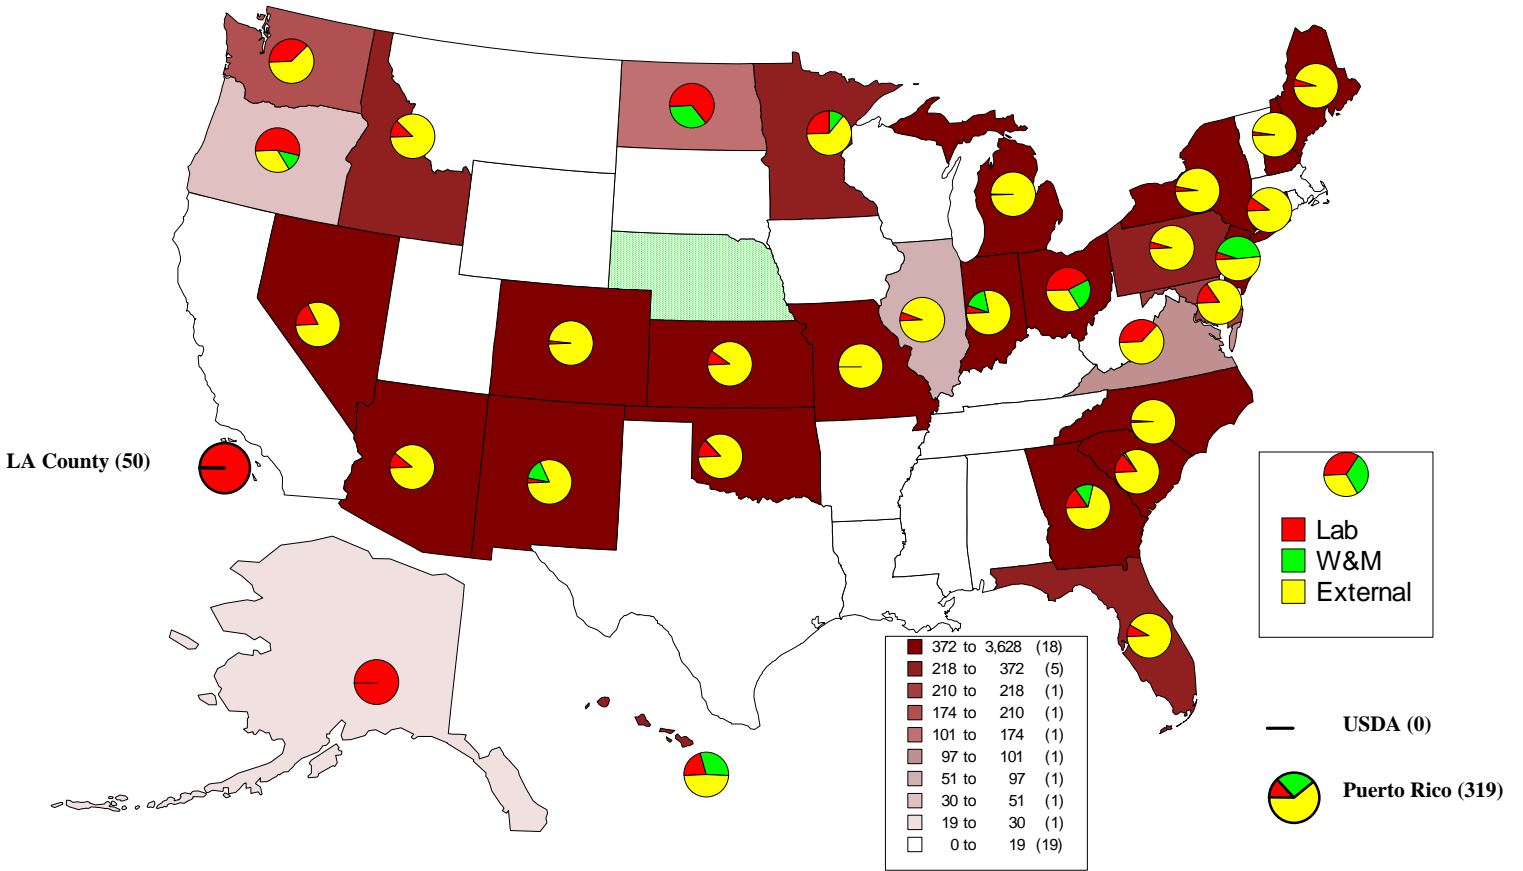 LA County (50)
Lab
W&M
External
372 to 3,628 (18)
218 to 372 (5)
210 to 218 (1)
174 to 210 (1)
101 to 174 (1)
97 to 101 (1)
51 to 97 (1)
30 to 51 (1)
19 to 30 (1)
0 to 19 (19)
USDA (0)
Puerto Rico (319)